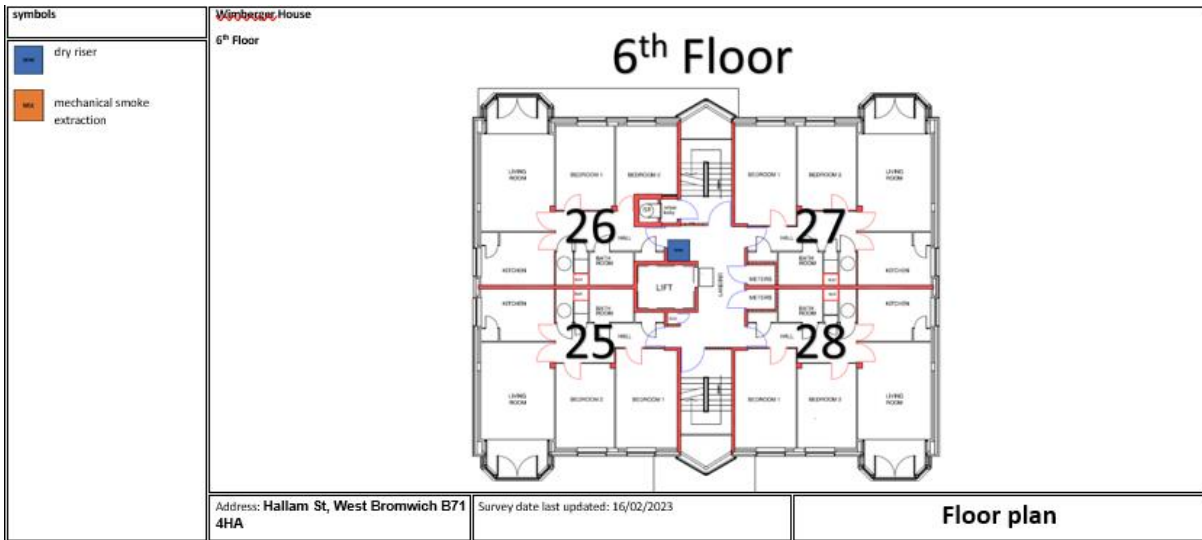 symbols
dry riser
mechanical smoke
extraction
Wimberger House
6th Floor
6th Floor
LIVING
ROOM
BEDROOM 1
BEDROOM 2
BEDROOM 1
BEDROOM 2
LIVING
ROOM
26
27
HALL
HALL
KITCHEN
BATH
ROOM
BATH
ROOM
KITCHEN
LIFT
LANDING
METERS
METERS
KITCHEN
BATH
ROOM
BATH
ROOM
KITCHEN
25
28
HALL
HALL
LIVING
ROOM
BEDROOM 2
BEDROOM 1
BEDROOM 1
BEDROOM 2
LIVING
ROOM
Address: Hallam St, West Bromwich B71
4HA
Survey date last updated: 16/02/2023
Floor plan